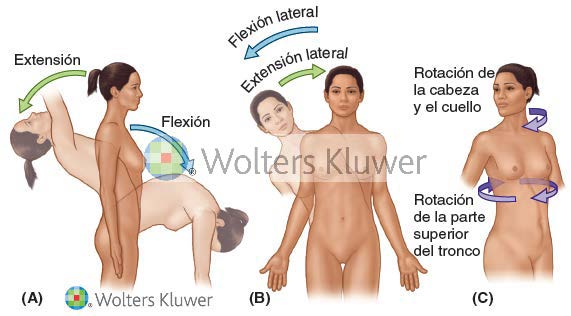 Extensión
Flexión
(A)
Wolters Kluwer
Flexión lateral
Extensión lateral
Wolters Kluwer
(B)
Rotación de
la cabeza
y el cuello
Rotación
de la parte
superior
del tronco
(C)